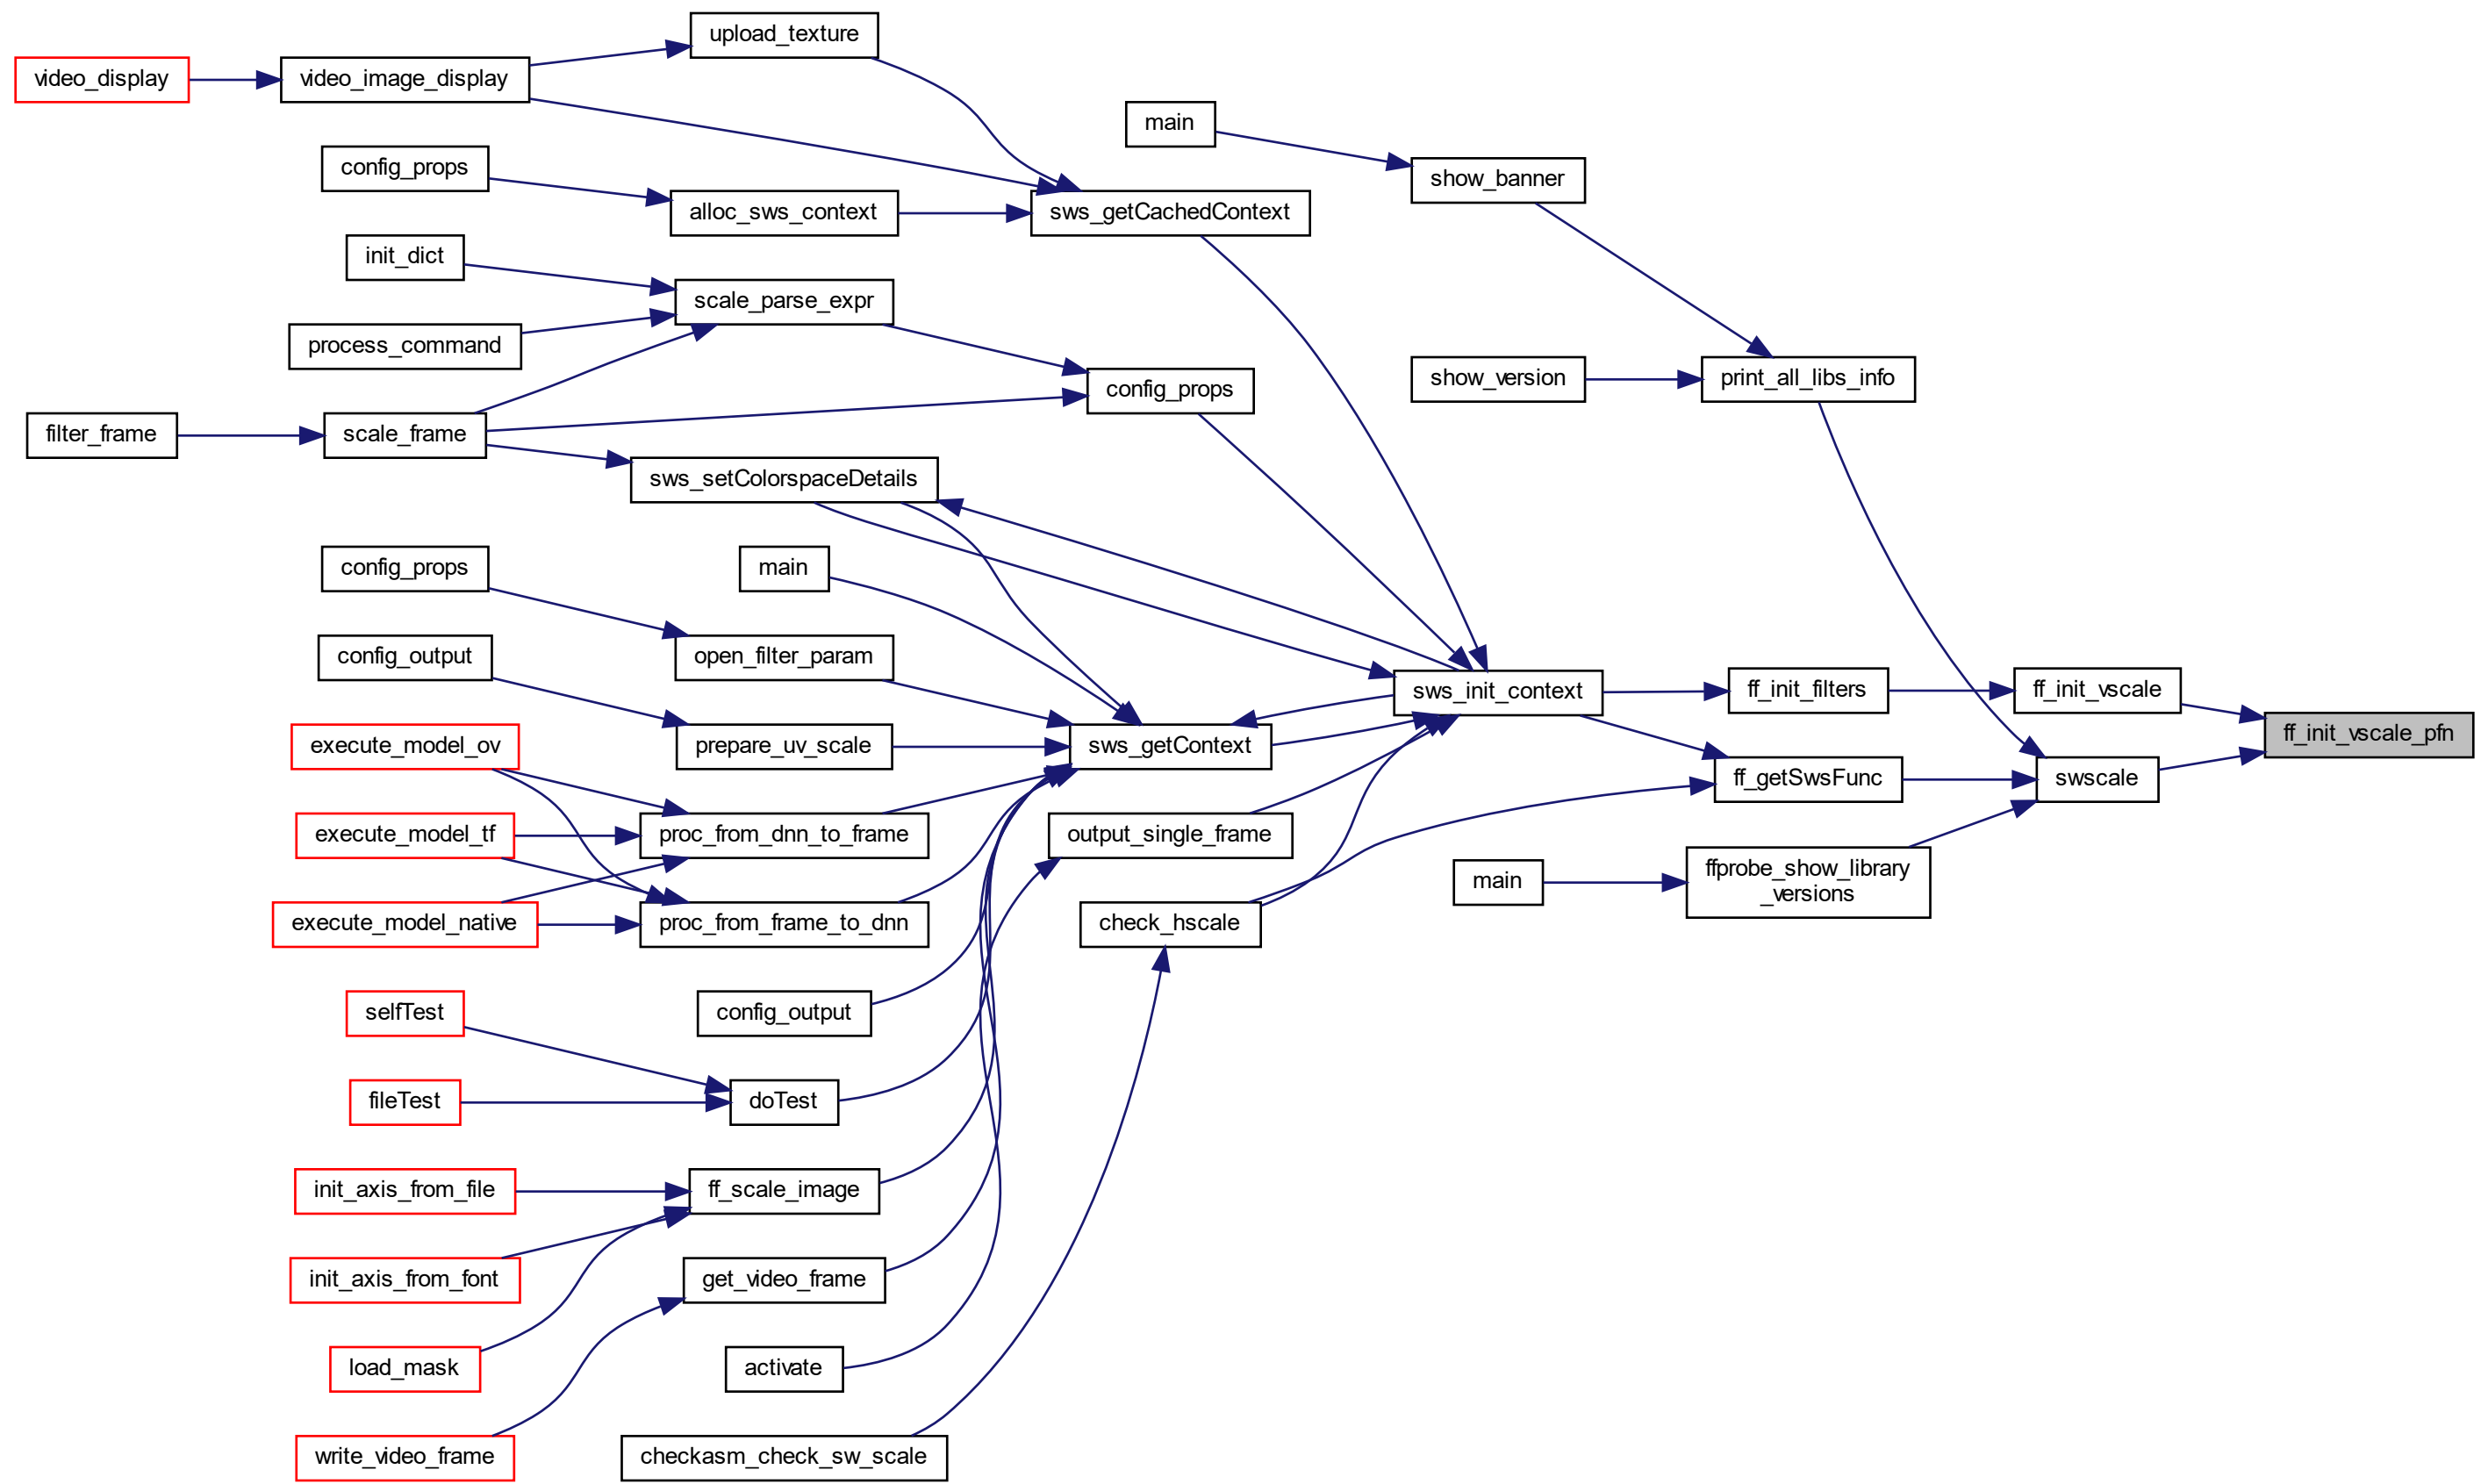 upload_texture
video_display
video_image_display
main
config_props
show_banner
alloc_sws_context
sws_getCachedContext
init_dict
scale_parse_expr
process_command
show_version
print_all_libs_info
config_props
filter_frame
scale_frame
sws_setColorspaceDetails
config_props
main
config_output
open_filter_param
sws_init_context
ff_init_filters
ff_init_vscale
ff_init_vscale_pfn
execute_model_ov
prepare_uv_scale
sws_getContext
ff_getSwsFunc
swscale
execute_model_tf
proc_from_dnn_to_frame
output_single_frame
main
ffprobe_show_library
_versions
execute_model_native
proc_from_frame_to_dnn
check_hscale
selfTest
config_output
fileTest
doTest
init_axis_from_file
ff_scale_image
init_axis_from_font
get_video_frame
load_mask
activate
write_video_frame
checkasm_check_sw_scale